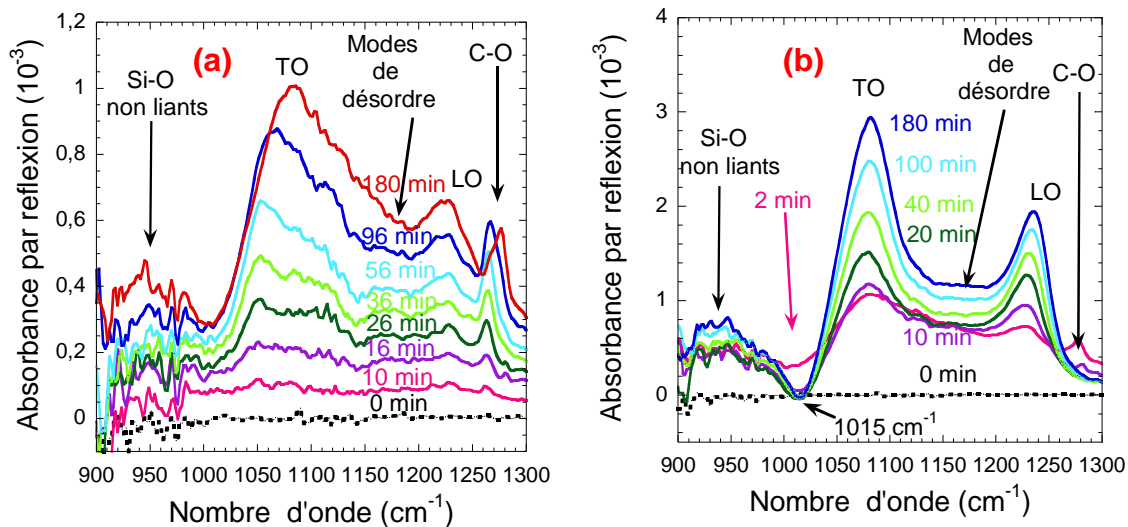 (a)
Absorbance par reflexion (10-3)
1,2
1
0,8
0,6
0,4
0,2
0
Si-O
non liants
TO
Modes
de
désordre
C-O
LO
180 min
96 min
56 min
36 min
26 min
16 min
10 min
0 min
900 950 1000 1050 1100 1150 1200 1250 1300
Nombre d'onde (cm-1)
(b)
Absorbance par reflexion (10-3)
4
3
2
1
0
Si-O
non liants
TO
Modes
de
désordre
C-O
LO
180 min
100 min
40 min
20 min
2 min
10 min
0 min
1015 cm-1
900 950 1000 1050 1100 1150 1200 1250 1300
Nombre d'onde (cm-1)